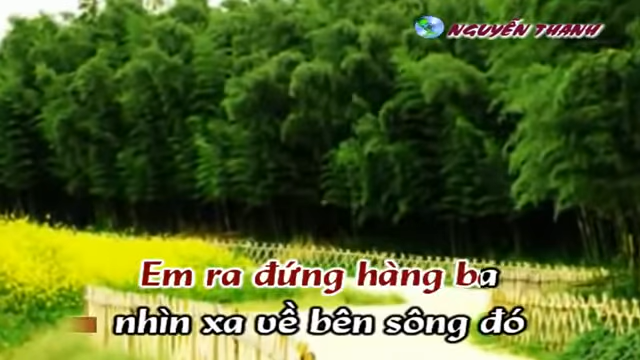 NGUYỄN THANH
Em ra đứng hàng ba
nhìn xa về bên sông đó